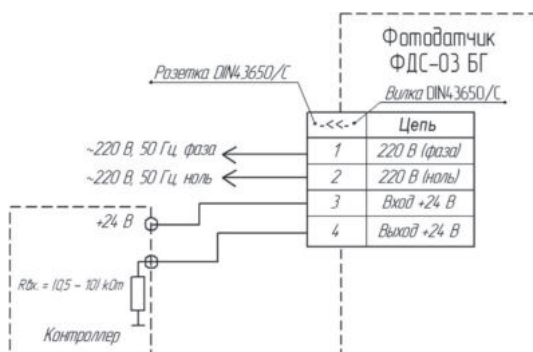 Фотодатчик
ФДС-03 БГ
Розетка DIN43650/C
Вилка DIN43650/C
-<<-
Цепь
~220 В, 50 Гц, фаза
1
220 В (фаза)
~220 В, 50 Гц, ноль
2
220 В (ноль)
3
Вход +24 В
+24 В
4
Выход +24 В
Rвх. = (0,5 - 10) кОт
Контроллер